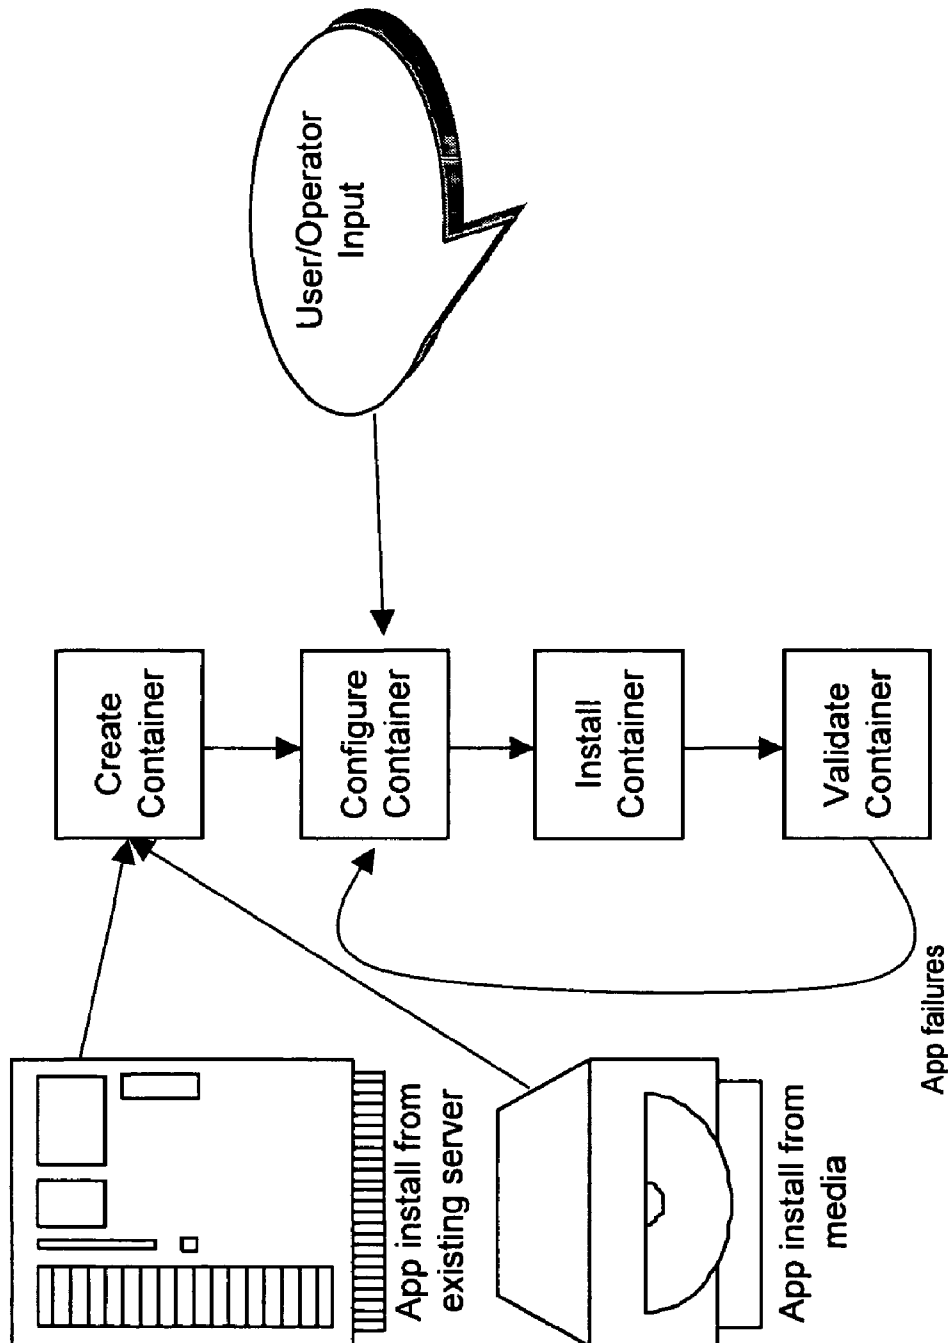 User/Operator
Input
Create
Container
Configure
Container
Install
Container
Validate
Container
App install from
existing server
App install from
media
App failures